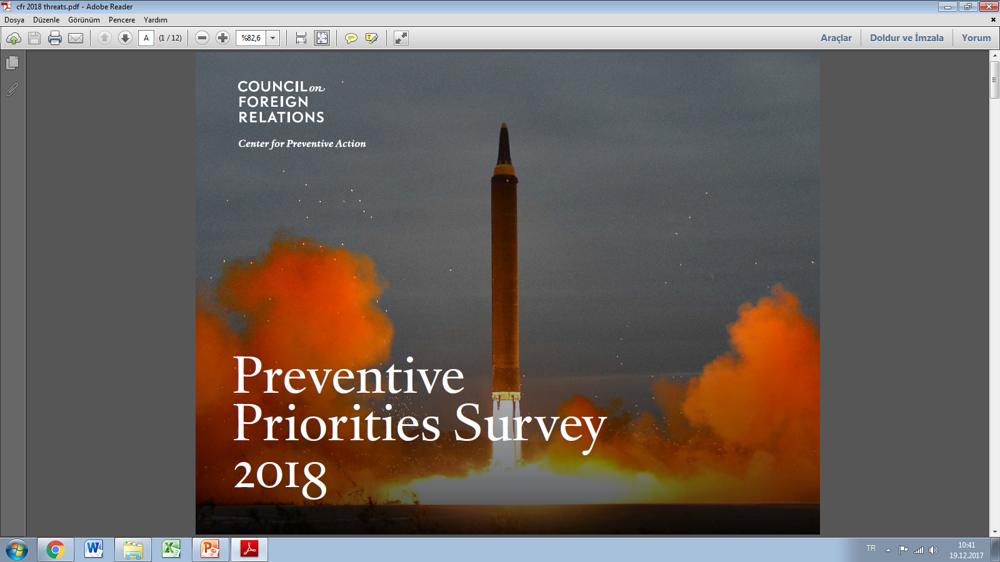 cfr 2018 threats.pdf - Adobe Reader
Dosya Düzenle Görünüm Pencere Yardım
A (1 / 12) %82,6 Araçlar Doldur ve İmzala Yorum
COUNCIL on
FOREIGN
RELATIONS
Center for Preventive Action
Preventive
Priorities Survey
2018
TR 10:41
19.12.2017